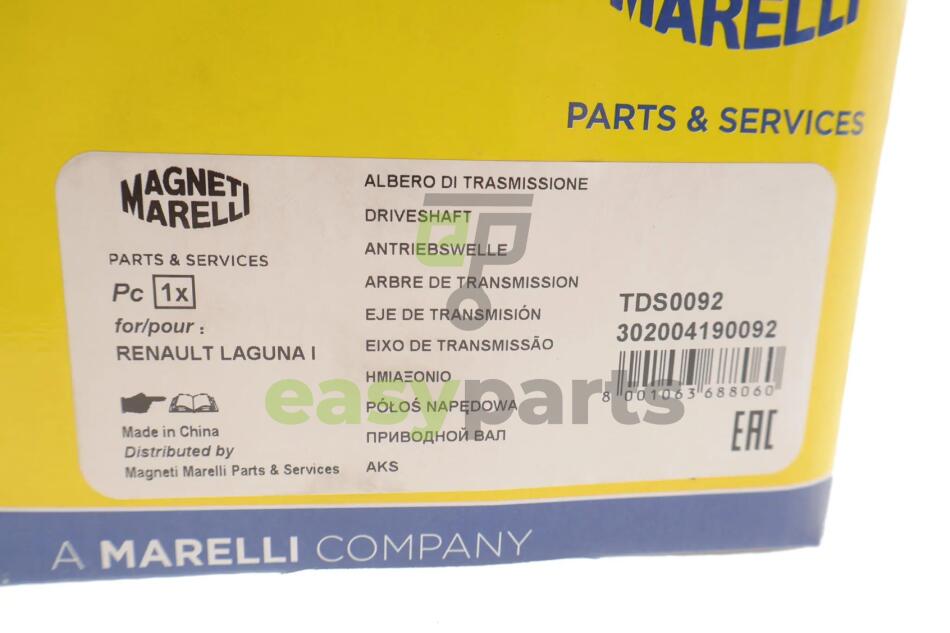 MARELLI
PARTS & SERVICES
MAGNETI
MARELLI
PARTS & SERVICES
Pc 1x
for/pour :
RENAULT LAGUNA I
Made in China
Distributed by
Magneti Marelli Parts & Services
ALBERO DI TRASMISSIONE
DRIVESHAFT
ANTRIEBSWELLE
ARBRE DE TRANSMISSION
EJE DE TRANSMISIÓN
EIXO DE TRANSMISSÃO
ΗΜΙΑΞΟΝΙΟ
PÓŁOŚ NAPĘDOWA
ПРИВОДНОЙ ВАЛ
AKS
TDS0092
302004190092
8 001063 688060
EAC
easyparts
A MARELLI COMPANY